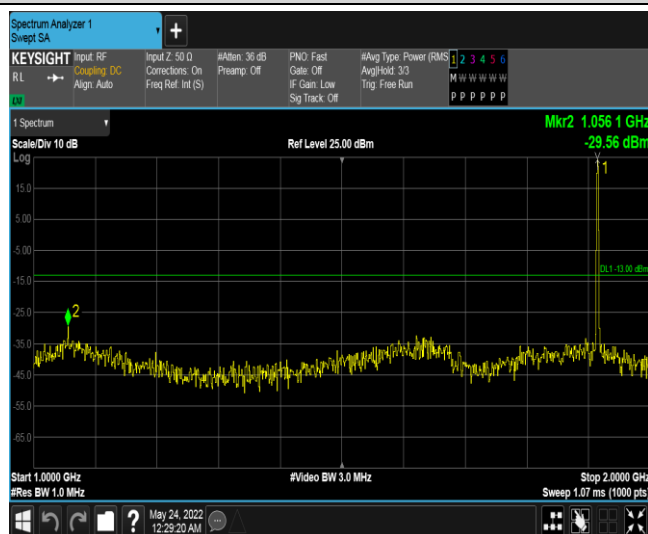 Spectrum Analyzer 1
Swept SA
+
KEYSIGHT Input: RF Input Z: 50 Ω #Atten: 36 dB PNO: Fast #Avg Type: Power (RMS 1 2 3 4 5 6
RL Coupling: DC Corrections: On Preamp: Off Gate: Off Avg|Hold: 3/3 M W W W W W
Align: Auto Freq Ref: Int (S) IF Gain: Low Trig: Free Run P P P P P P
Sig Track: Off
1 Spectrum Mkr2 1.056 1 GHz
Scale/Div 10 dB Ref Level 25.00 dBm -29.56 dBm
Log
1
15.0
5.00
-5.00
DL1 -13.00 dBm
-15.0
-25.0
2
-35.0
-45.0
-55.0
-65.0
Start 1.0000 GHz #Video BW 3.0 MHz Stop 2.0000 GHz
#Res BW 1.0 MHz Sweep 1.07 ms (1000 pts)
? May 24, 2022
12:29:20 AM